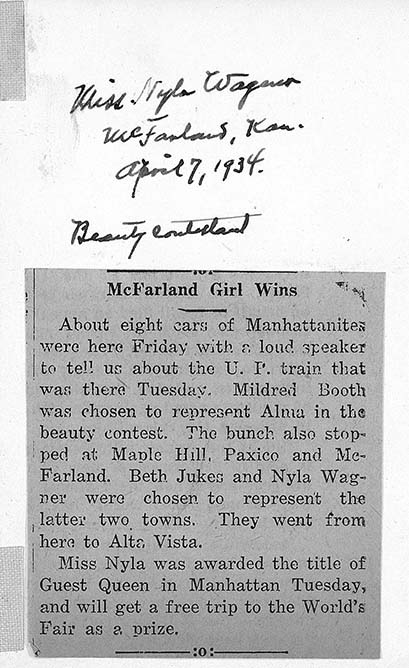 Miss Nyla Wagner
McFarland, Kan.
April 7, 1934.
Beauty contestant
:o:
McFarland Girl Wins
About eight cars of Manhattanites
were here Friday with a loud speaker
to tell us about the U. P. train that
was there Tuesday. Mildred Booth
was chosen to represent Alma in the
beauty contest. The bunch also stop-
ped at Maple Hill, Paxico and Mc-
Farland. Beth Jukes and Nyla Wag-
ner were chosen to represent the
latter two towns. They went from
here to Alta Vista.
Miss Nyla was awarded the title of
Guest Queen in Manhattan Tuesday,
and will get a free trip to the World's
Fair as a prize.
:o: